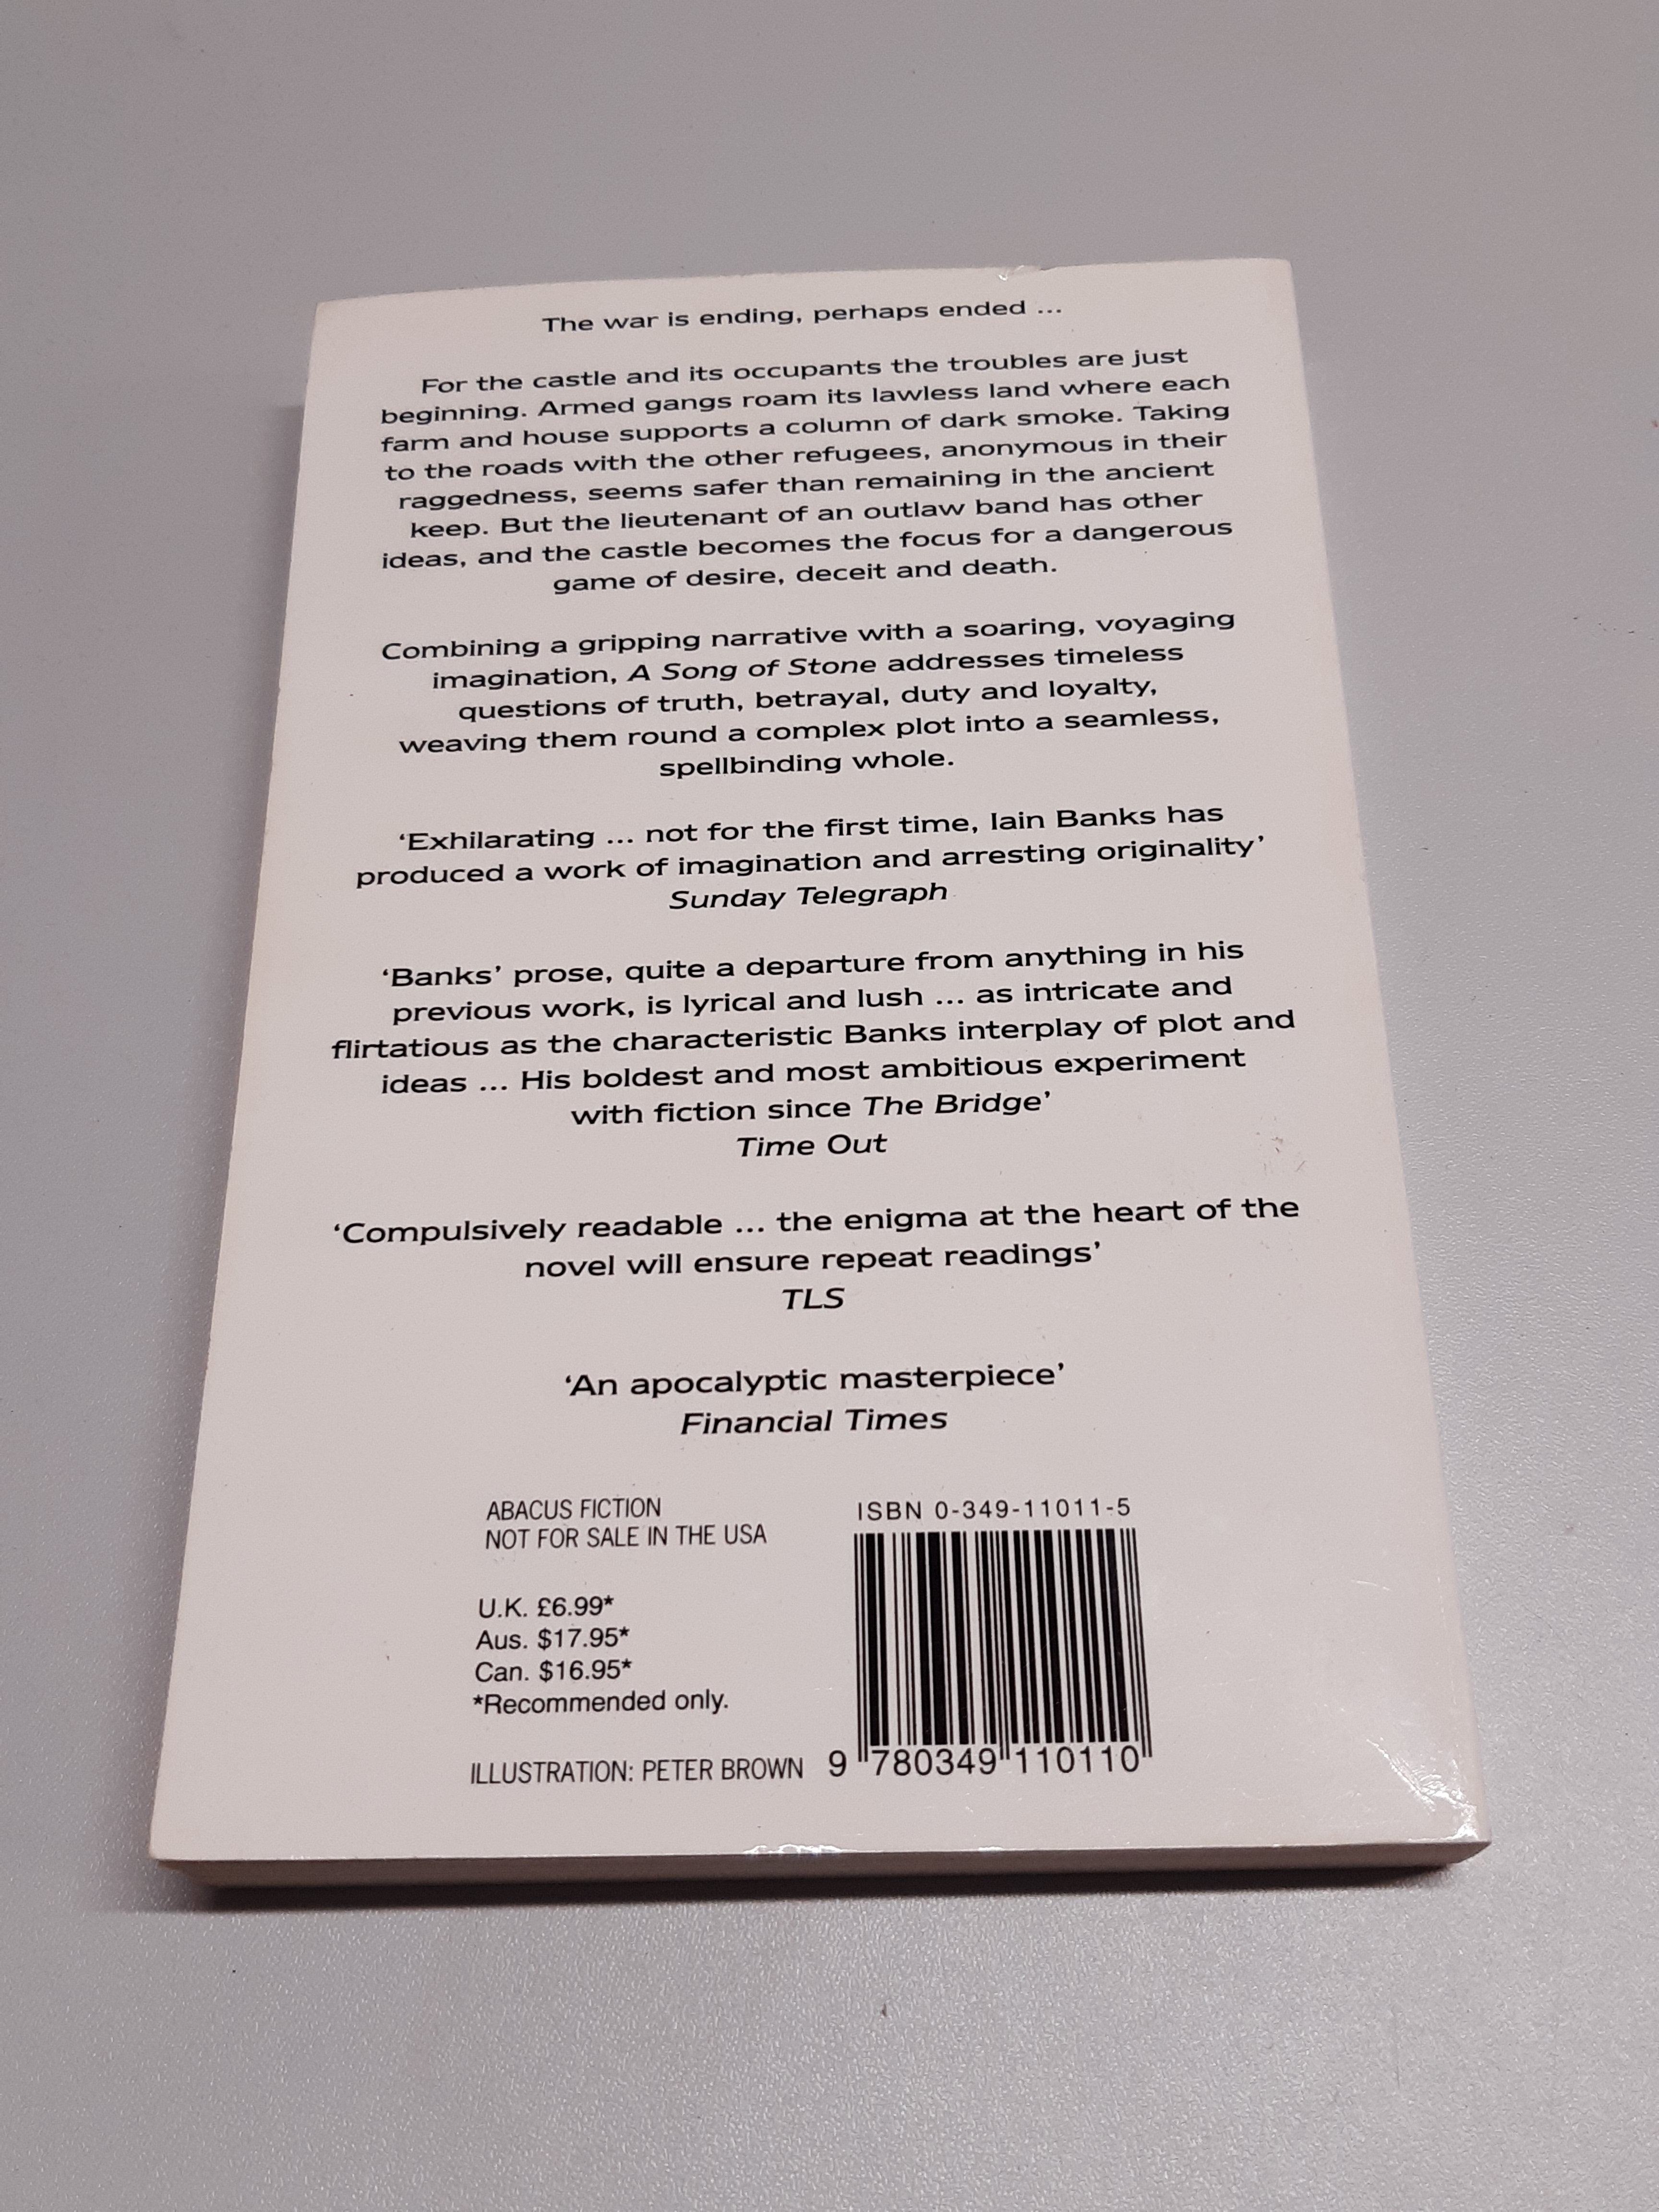 The war is ending, perhaps ended ...
For the castle and its occupants the troubles are just
beginning. Armed gangs roam its lawless land where each
farm and house supports a column of dark smoke. Taking
to the roads with the other refugees, anonymous in their
raggedness, seems safer than remaining in the ancient
keep. But the lieutenant of an outlaw band has other
ideas, and the castle becomes the focus for a dangerous
game of desire, deceit and death.
Combining a gripping narrative with a soaring, voyaging
imagination, A Song of Stone addresses timeless
questions of truth, betrayal, duty and loyalty,
weaving them round a complex plot into a seamless,
spellbinding whole.
‘Exhilarating ... not for the first time, Iain Banks has
produced a work of imagination and arresting originality’
Sunday Telegraph
‘Banks’ prose, quite a departure from anything in his
previous work, is lyrical and lush ... as intricate and
flirtatious as the characteristic Banks interplay of plot and
ideas ... His boldest and most ambitious experiment
with fiction since The Bridge’
Time Out
‘Compulsively readable ... the enigma at the heart of the
novel will ensure repeat readings’
TLS
‘An apocalyptic masterpiece’
Financial Times
ABACUS FICTION
NOT FOR SALE IN THE USA
U.K. £6.99*
Aus. $17.95*
Can. $16.95*
*Recommended only.
ILLUSTRATION: PETER BROWN
ISBN 0-349-11011-5
9 780349 110110